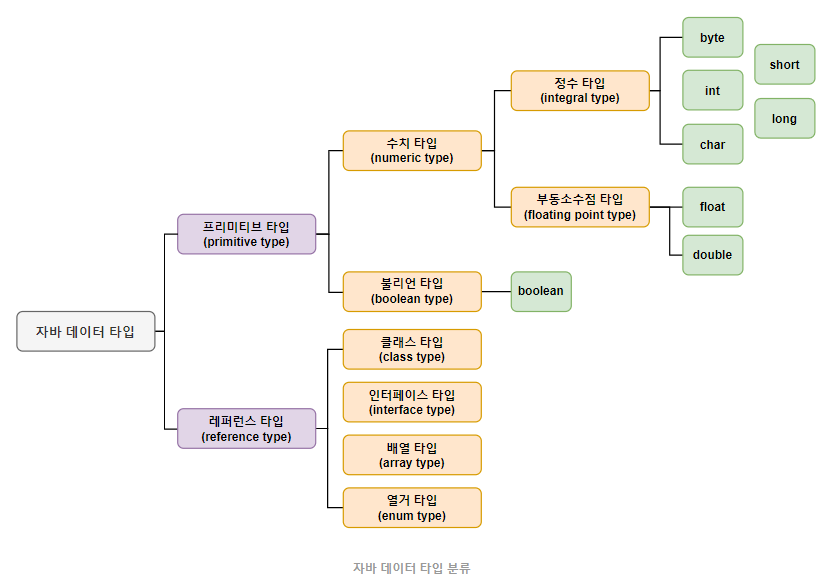 자바 데이터 타입
프리미티브 타입
(primitive type)
수치 타입
(numeric type)
정수 타입
(integral type)
byte
short
int
long
char
부동소수점 타입
(floating point type)
float
double
불리언 타입
(boolean type)
boolean
레퍼런스 타입
(reference type)
클래스 타입
(class type)
인터페이스 타입
(interface type)
배열 타입
(array type)
열거 타입
(enum type)
자바 데이터 타입 분류